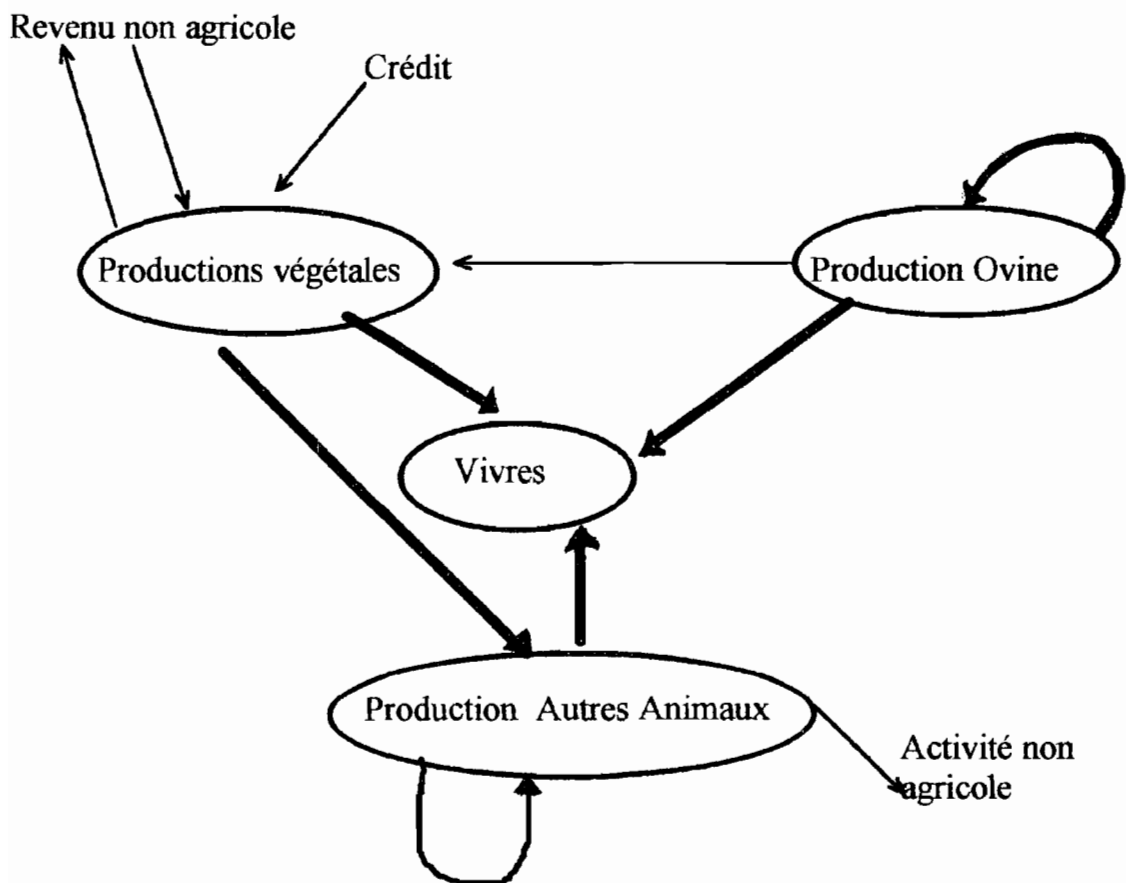 Revenu non agricole
Crédit
Productions végétales
Production Ovine
Vivres
Production Autres Animaux
Activité non
agricole